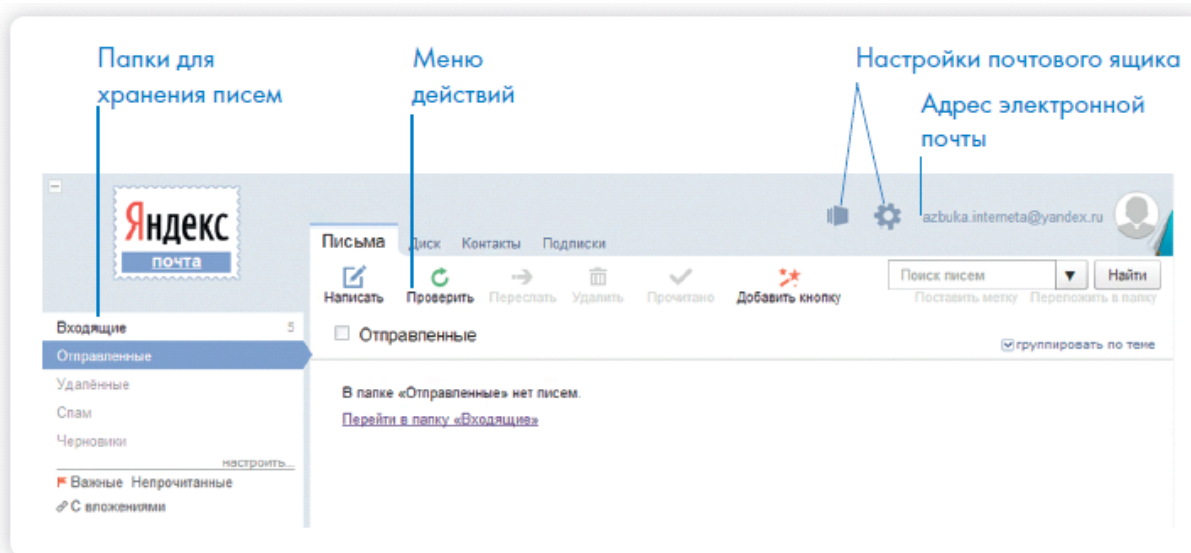 Папки для
хранения писем
Меню
действий
Настройки почтового ящика
Адрес электронной
почты
Яндекс
почта
azbuka.interneta@yandex.ru
Письма Диск Контакты Подписки
Написать Проверить Переслать Удалить Прочитано Добавить кнопку
Поиск писем Найти
Поставить метку Переложить в папку
Входящие 5
Отправленные
Удалённые
Спам
Черновики
настроить...
Важные Непрочитанные
С вложениями
Отправленные
группировать по теме
В папке «Отправленные» нет писем.
Перейти в папку «Входящие»